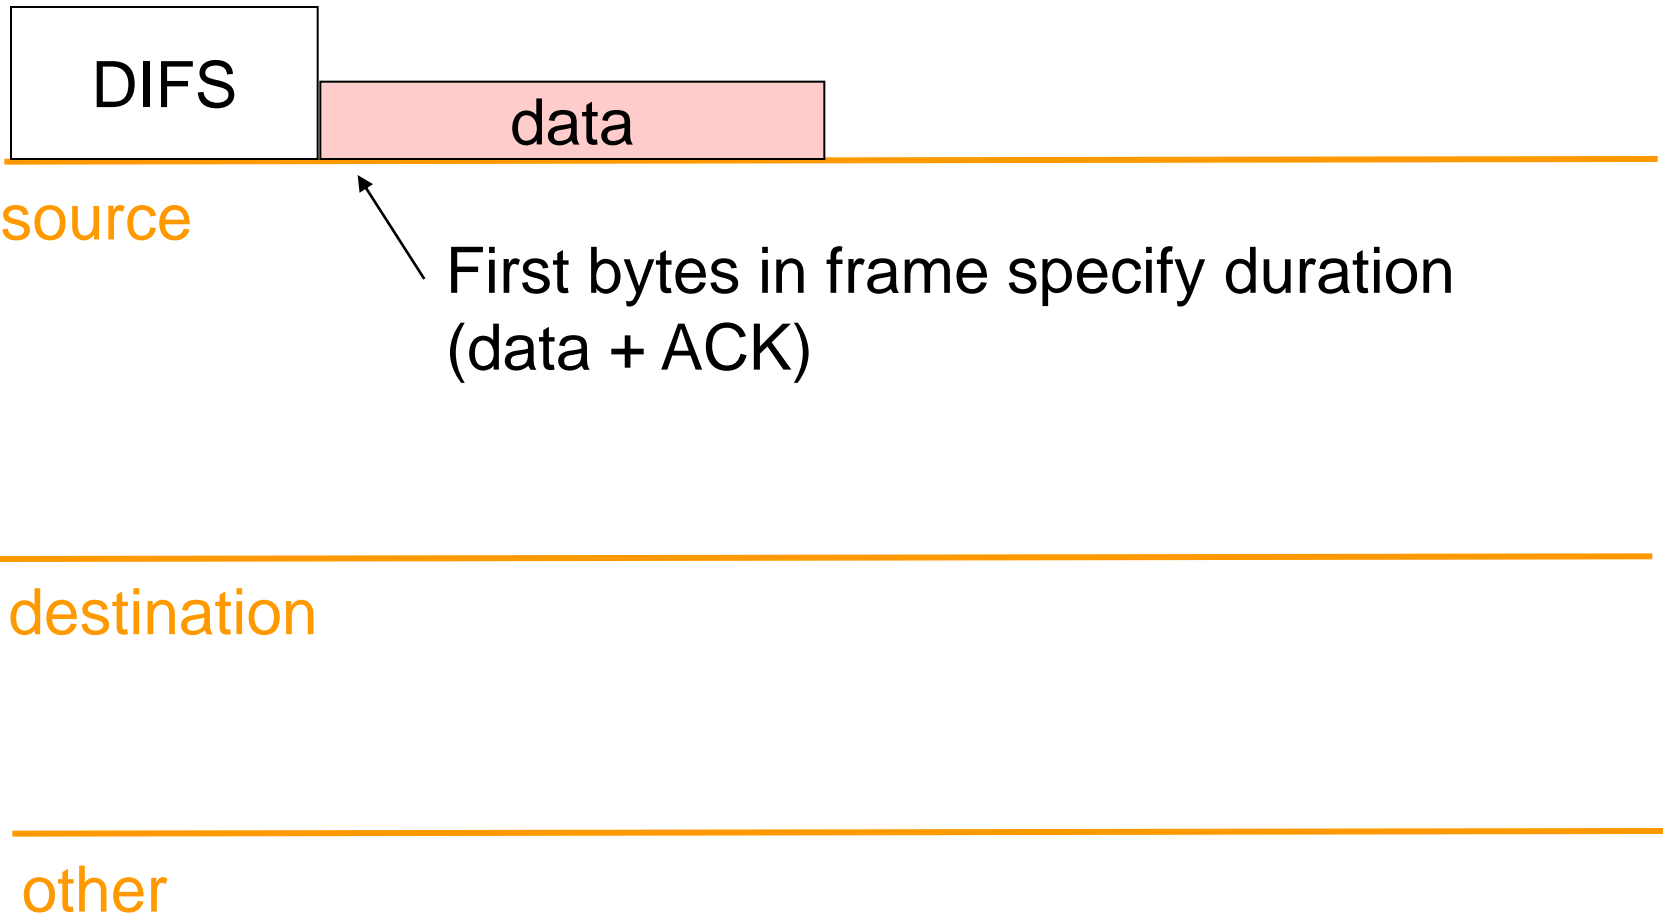 DIFS
data
source
First bytes in frame specify duration
(data + ACK)
destination
other